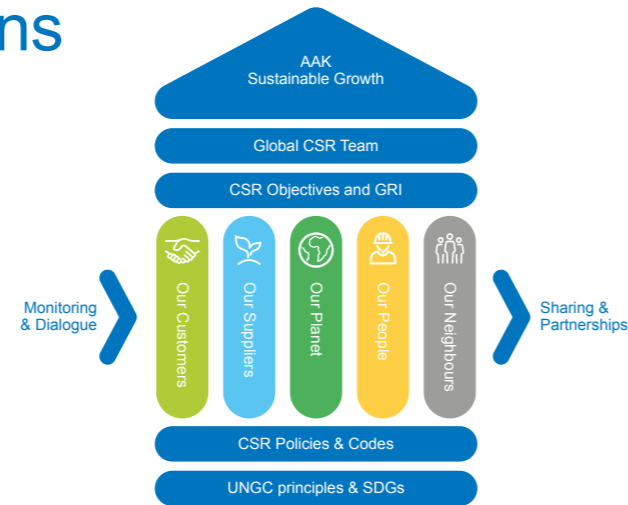 ns
AAK
Sustainable Growth
Global CSR Team
CSR Objectives and GRI
Monitoring
& Dialogue
Our Customers
Our Suppliers
Our Planet
Our People
Our Neighbours
Sharing &
Partnerships
CSR Policies & Codes
UNGC principles & SDGs